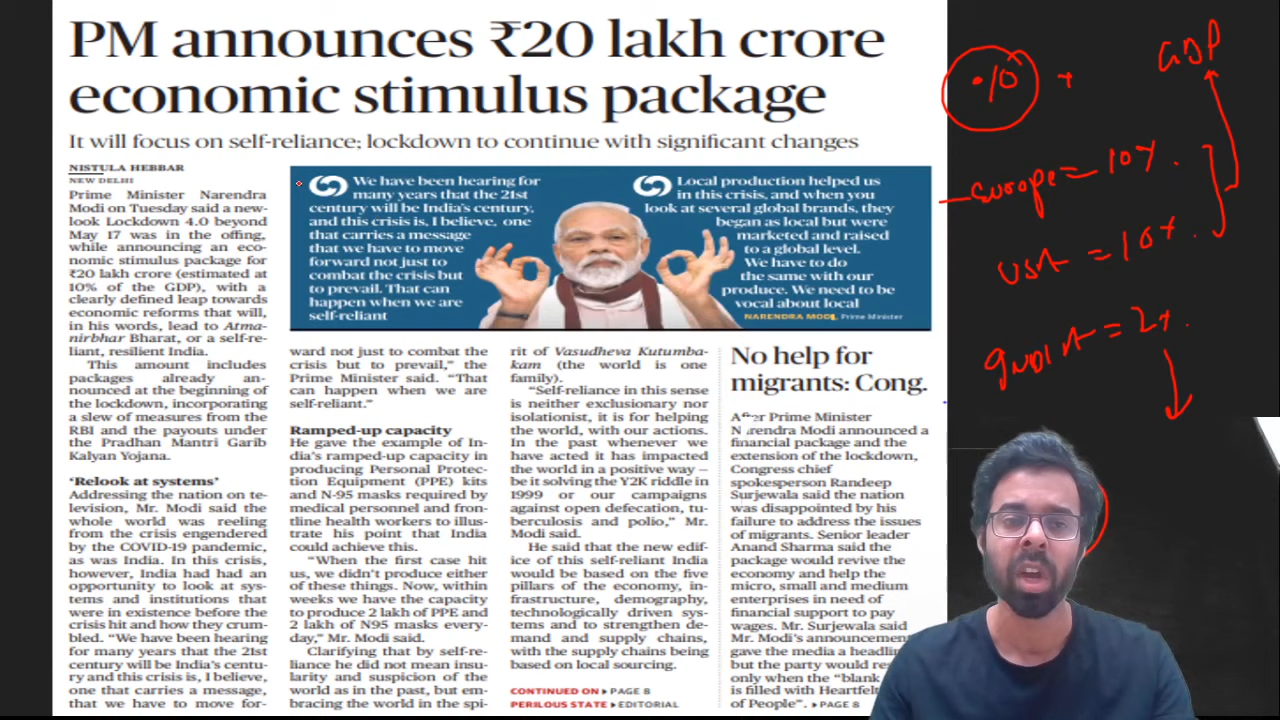 PM announces ₹20 lakh crore
economic stimulus package
It will focus on self-reliance; lockdown to continue with significant changes
NISTULA HEBBAR
NEW DELHI
Prime Minister Narendra
Modi on Tuesday said a new-
look Lockdown 4.0 beyond
May 17 was in the offing,
while announcing an eco-
nomic stimulus package for
₹20 lakh crore (estimated at
10% of the GDP), with a
clearly defined leap towards
economic reforms that will,
in his words, lead to Atma-
nirbhar Bharat, or a self-re-
liant, resilient India.
This amount includes
packages already an-
nounced at the beginning of
the lockdown, incorporating
a slew of measures from the
RBI and the payouts under
the Pradhan Mantri Garib
Kalyan Yojana.
‘Relook at systems’
Addressing the nation on te-
levision, Mr. Modi said the
whole world was reeling
from the crisis engendered
by the COVID-19 pandemic,
as was India. In this crisis,
however, India had had an
opportunity to look at sys-
tems and institutions that
were in existence before the
crisis hit and how they crum-
bled. “We have been hearing
for many years that the 21st
century will be India’s centu-
ry and this crisis is, I believe,
one that carries a message,
that we have to move for-
We have been hearing for
many years that the 21st
century will be India’s century,
and this crisis is, I believe, one
that carries a message
that we have to move
forward not just to
combat the crisis but
to prevail. That can
happen when we are
self-reliant
Local production helped us
in this crisis, and when you
look at several global brands, they
began as local but were
marketed and raised
to a global level.
We have to do
the same with our
produce. We need to be
vocal about local
NARENDRA MODI, Prime Minister
ward not just to combat the
crisis but to prevail,” the
Prime Minister said. “That
can happen when we are
self-reliant.”
Ramped-up capacity
He gave the example of In-
dia’s ramped-up capacity in
producing Personal Protec-
tion Equipment (PPE) kits
and N-95 masks required by
medical personnel and fron-
tline health workers to illus-
trate his point that India
could achieve this.
“When the first case hit
us, we didn’t produce either
of these things. Now, within
weeks we have the capacity
to produce 2 lakh of PPE and
2 lakh of N95 masks every-
day,” Mr. Modi said.
Clarifying that by self-re-
liance he did not mean insu-
larity and suspicion of the
world as in the past, but em-
bracing the world in the spi-
rit of Vasudheva Kutumba-
kam (the world is one
family).
“Self-reliance in this sense
is neither exclusionary nor
isolationist, it is for helping
the world, with our actions.
In the past whenever we
have acted it has impacted
the world in a positive way –
be it solving the Y2K riddle in
1999 or our campaigns
against open defecation, tu-
berculosis and polio,” Mr.
Modi said.
He said that the new edif-
ice of this self-reliant India
would be based on the five
pillars of the economy, in-
frastructure, demography,
technologically driven sys-
tems and to strengthen de-
mand and supply chains,
with the supply chains being
based on local sourcing.
CONTINUED ON ▸ PAGE 8
PERILOUS STATE ▸ EDITORIAL
No help for
migrants: Cong.
After Prime Minister
Narendra Modi announced a
financial package and the
extension of the lockdown,
Congress chief
spokesperson Randeep
Surjewala said the nation
was disappointed by his
failure to address the issues
of migrants. Senior leader
Anand Sharma said the
package would revive the
economy and help the
micro, small and medium
enterprises in need of
financial support to pay
wages. Mr. Surjewala said
Mr. Modi’s announcement
gave the media a headline
but the party would
only when the “blank
is filled with Heartfelt
of People”. ▸ PAGE 8
GDP
Europe = 10%.
USA = 10%.
India = 2%.